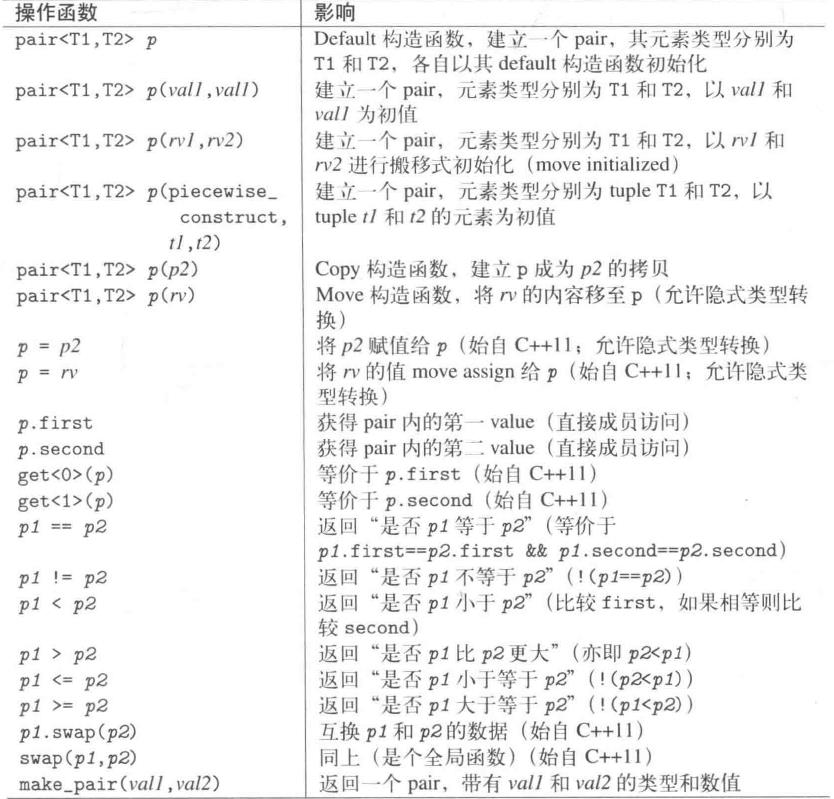 操作函数 影响
pair<T1,T2> p Default 构造函数，建立一个 pair，其元素类型分别为
T1 和 T2，各自以其 default 构造函数初始化
pair<T1,T2> p(val1,val1) 建立一个 pair，元素类型分别为 T1 和 T2，以 val1 和
val1 为初值
pair<T1,T2> p(rv1,rv2) 建立一个 pair，元素类型分别为 T1 和 T2，以 rv1 和
rv2 进行搬移式初始化（move initialized）
pair<T1,T2> p(piecewise_ 建立一个 pair，元素类型分别为 tuple T1 和 T2，以
construct, tuple t1 和 t2 的元素为初值
t1,t2)
pair<T1,T2> p(p2) Copy 构造函数，建立 p 成为 p2 的拷贝
pair<T1,T2> p(rv) Move 构造函数，将 rv 的内容移至 p（允许隐式类型转
换）
p = p2 将 p2 赋值给 p（始自 C++11；允许隐式类型转换）
p = rv 将 rv 的值 move assign 给 p（始自 C++11；允许隐式类
型转换）
p.first 获得 pair 内的第一 value（直接成员访问）
p.second 获得 pair 内的第二 value（直接成员访问）
get<0>(p) 等价于 p.first（始自 C++11）
get<1>(p) 等价于 p.second（始自 C++11）
p1 == p2 返回“是否 p1 等于 p2”（等价于
p1.first==p2.first && p1.second==p2.second）
p1 != p2 返回“是否 p1 不等于 p2”（!(p1==p2)）
p1 < p2 返回“是否 p1 小于 p2”（比较 first，如果相等则比
较 second）
p1 > p2 返回“是否 p1 比 p2 更大”（亦即 p2<p1）
p1 <= p2 返回“是否 p1 小于等于 p2”（!(p2<p1)）
p1 >= p2 返回“是否 p1 大于等于 p2”（!(p1<p2)）
p1.swap(p2) 互换 p1 和 p2 的数据（始自 C++11）
swap(p1,p2) 同上（是个全局函数）（始自 C++11）
make_pair(val1,val2) 返回一个 pair，带有 val1 和 val2 的类型和数值